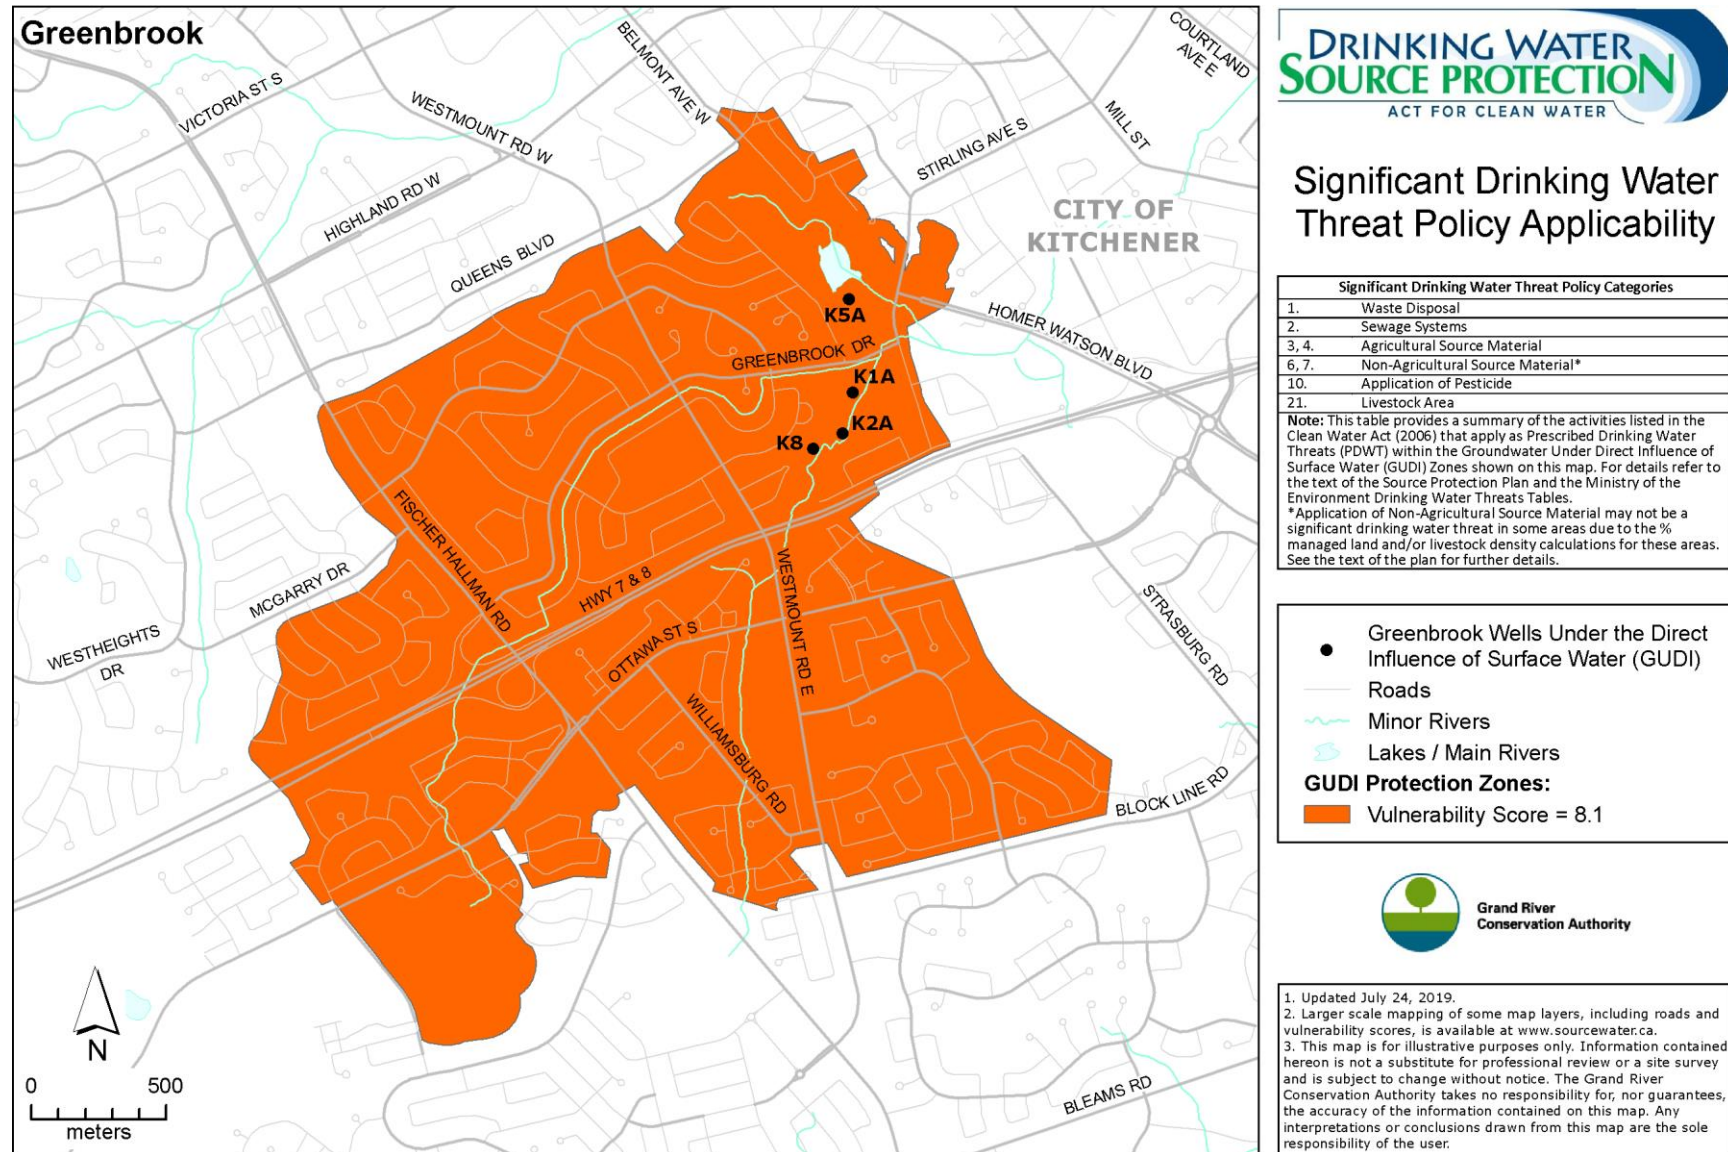 Greenbrook
VICTORIA ST S
WESTMOUNT RD W
BELMONT AVE W
COURTLAND
AVE E
MILL ST
STIRLING AVE S
HIGHLAND RD W
QUEENS BLVD
CITY OF
KITCHENER
K5A
HOMER WATSON BLVD
GREENBROOK DR
K1A
K2A
K8
FISCHER HALLMAN RD
HWY 7 & 8
WESTMOUNT RD E
MCGARRY DR
WESTHEIGHTS
DR
OTTAWA ST S
STRASBURG RD
WILLIAMSBURG RD
BLOCK LINE RD
BLEAMS RD
N
0 500
meters
DRINKING WATER
SOURCE PROTECTION
ACT FOR CLEAN WATER
Significant Drinking Water
Threat Policy Applicability
Significant Drinking Water Threat Policy Categories
1. Waste Disposal
2. Sewage Systems
3, 4. Agricultural Source Material
6, 7. Non-Agricultural Source Material*
10. Application of Pesticide
21. Livestock Area
Note: This table provides a summary of the activities listed in the
Clean Water Act (2006) that apply as Prescribed Drinking Water
Threats (PDWT) within the Groundwater Under Direct Influence of
Surface Water (GUDI) Zones shown on this map. For details refer to
the text of the Source Protection Plan and the Ministry of the
Environment Drinking Water Threats Tables.
*Application of Non-Agricultural Source Material may not be a
significant drinking water threat in some areas due to the %
managed land and/or livestock density calculations for these areas.
See the text of the plan for further details.
Greenbrook Wells Under the Direct
Influence of Surface Water (GUDI)
Roads
Minor Rivers
Lakes / Main Rivers
GUDI Protection Zones:
Vulnerability Score = 8.1
Grand River
Conservation Authority
1. Updated July 24, 2019.
2. Larger scale mapping of some map layers, including roads and
vulnerability scores, is available at www.sourcewater.ca.
3. This map is for illustrative purposes only. Information contained
hereon is not a substitute for professional review or a site survey
and is subject to change without notice. The Grand River
Conservation Authority takes no responsibility for, nor guarantees,
the accuracy of the information contained on this map. Any
interpretations or conclusions drawn from this map are the sole
responsibility of the user.